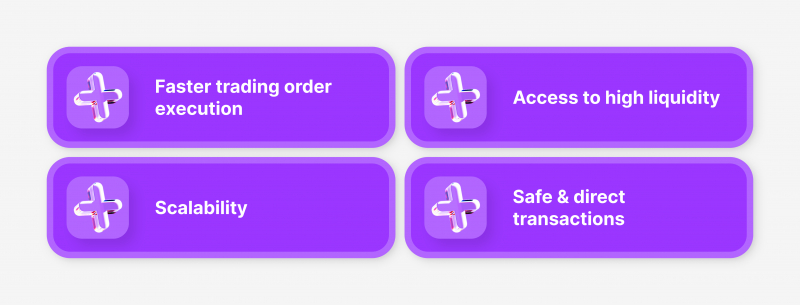 Faster trading order
execution
Access to high liquidity
Scalability
Safe & direct
transactions